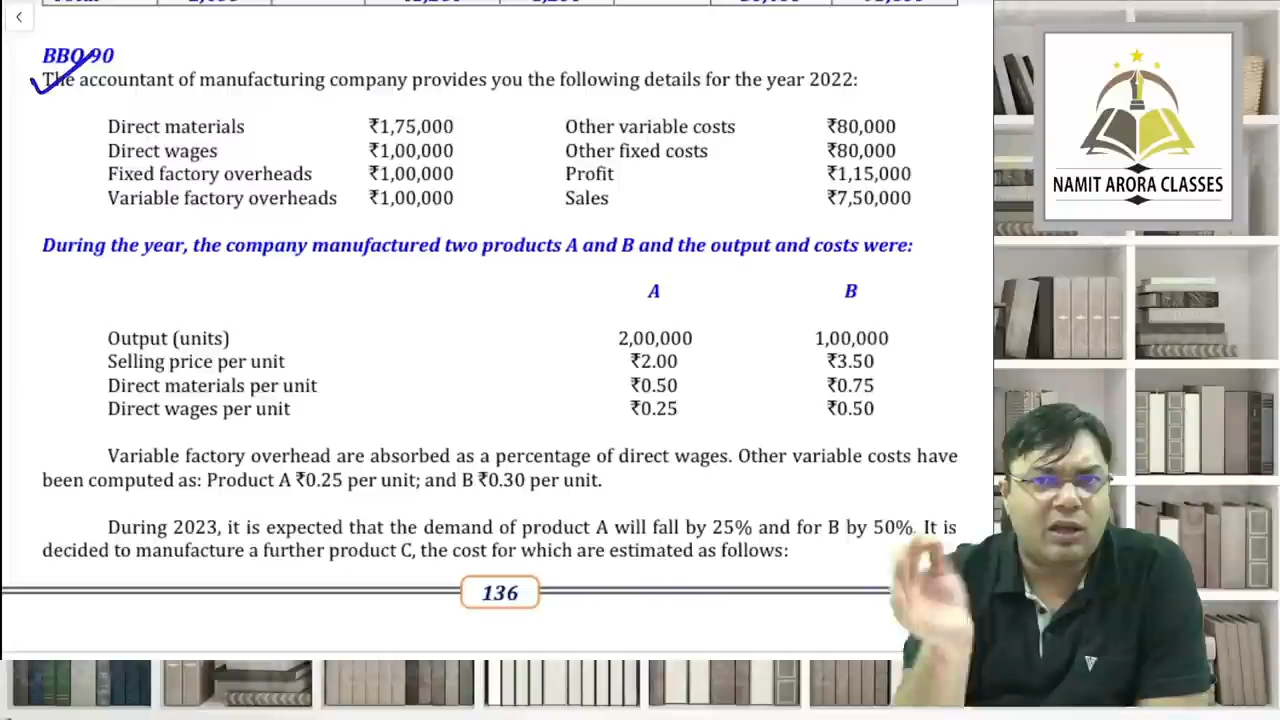 BBQ 90
The accountant of manufacturing company provides you the following details for the year 2022:
Direct materials ₹1,75,000 Other variable costs ₹80,000
Direct wages ₹1,00,000 Other fixed costs ₹80,000
Fixed factory overheads ₹1,00,000 Profit ₹1,15,000
Variable factory overheads ₹1,00,000 Sales ₹7,50,000
During the year, the company manufactured two products A and B and the output and costs were:
A B
Output (units) 2,00,000 1,00,000
Selling price per unit ₹2.00 ₹3.50
Direct materials per unit ₹0.50 ₹0.75
Direct wages per unit ₹0.25 ₹0.50
Variable factory overhead are absorbed as a percentage of direct wages. Other variable costs have
been computed as: Product A ₹0.25 per unit; and B ₹0.30 per unit.
During 2023, it is expected that the demand of product A will fall by 25% and for B by 50%. It is
decided to manufacture a further product C, the cost for which are estimated as follows:
136
NAMIT ARORA CLASSES